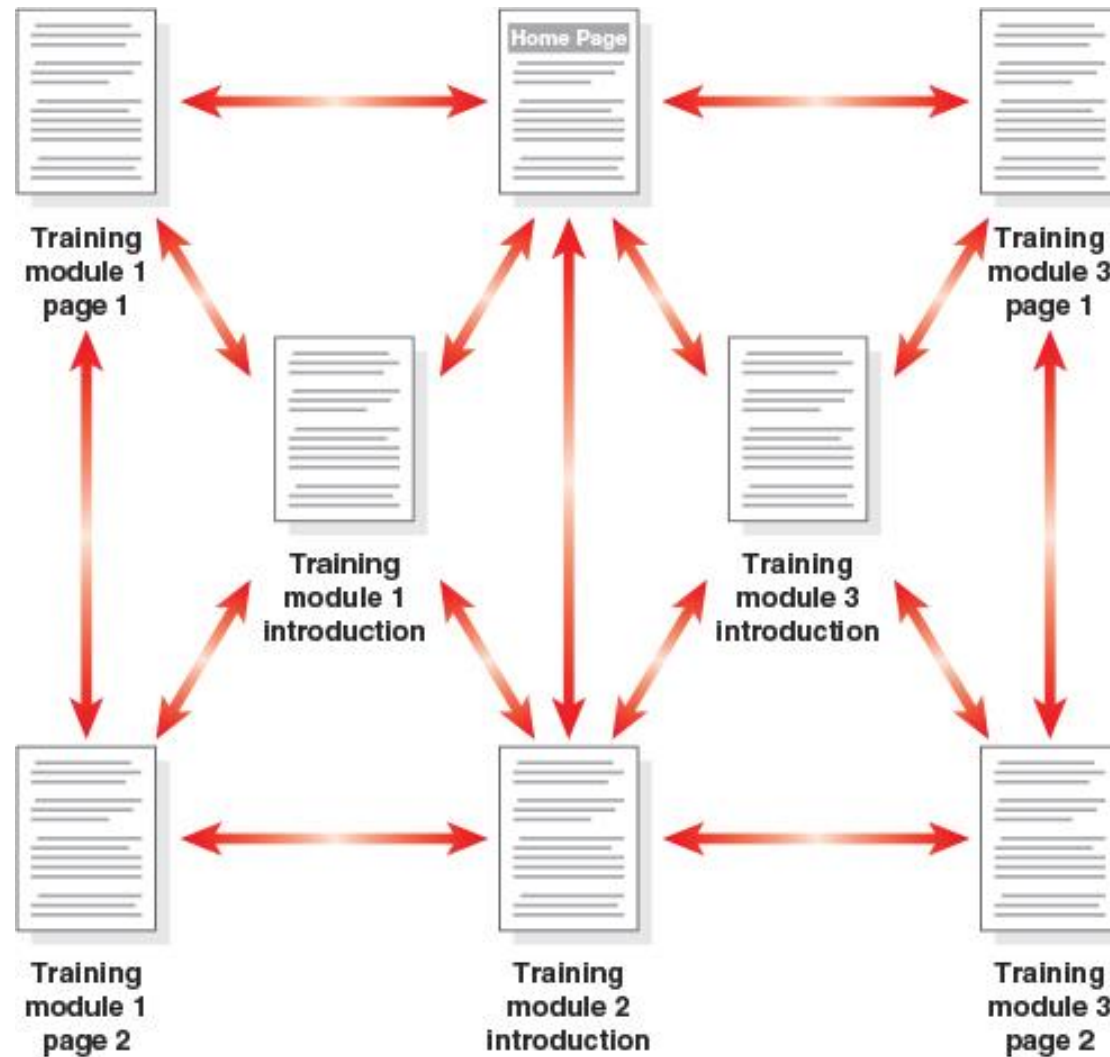 Home Page
Training
module 1
page 1
Training
module 3
page 1
Training
module 1
introduction
Training
module 3
introduction
Training
module 1
page 2
Training
module 2
introduction
Training
module 3
page 2